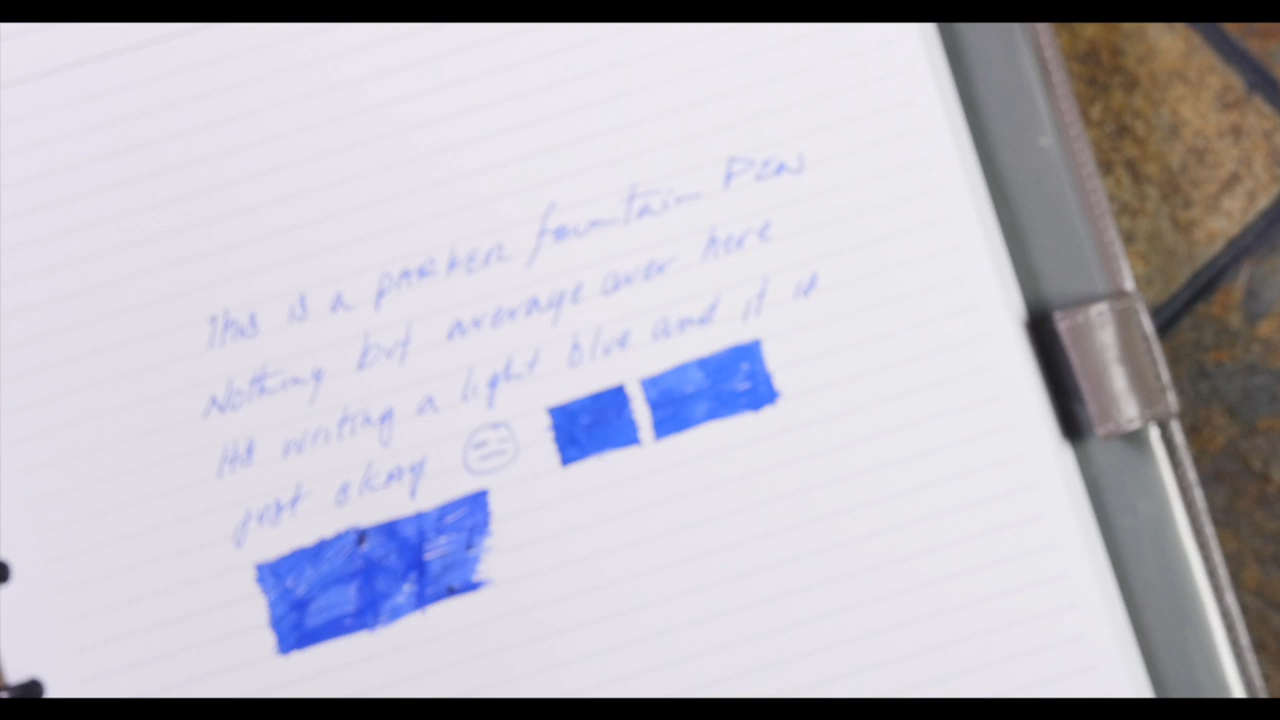 This is a PARKER fountain PEN
Nothing but average over here
Its writing a light blue and it is
just okay